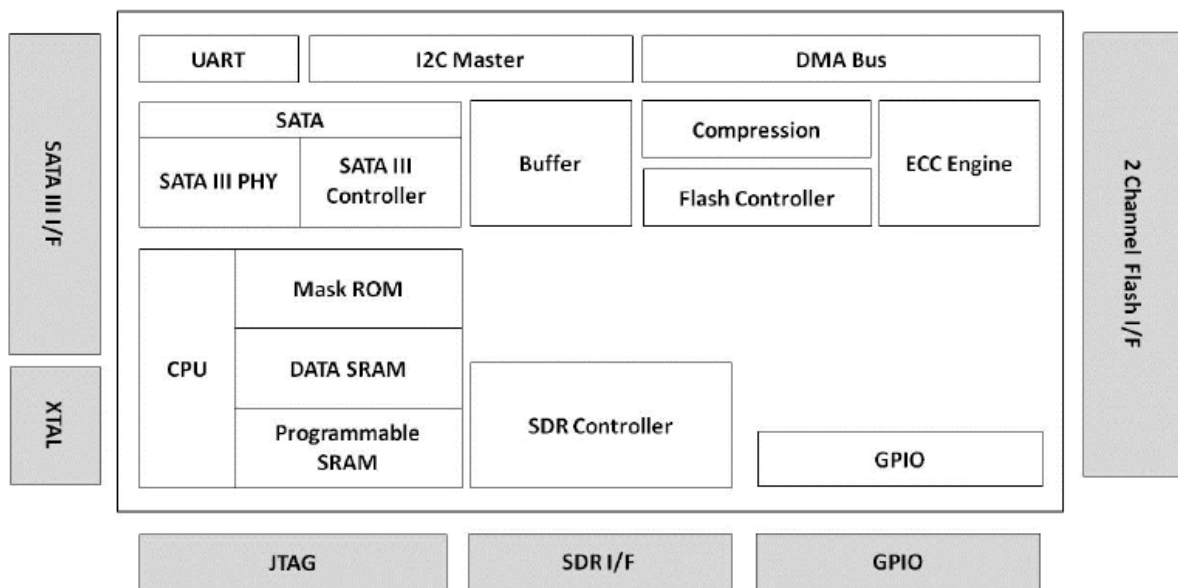 UART
I2C Master
DMA Bus
SATA
SATA III PHY
SATA III
Controller
Buffer
Compression
Flash Controller
ECC Engine
CPU
Mask ROM
DATA SRAM
Programmable
SRAM
SDR Controller
GPIO
SATA III I/F
XTAL
2 Channel Flash I/F
JTAG
SDR I/F
GPIO